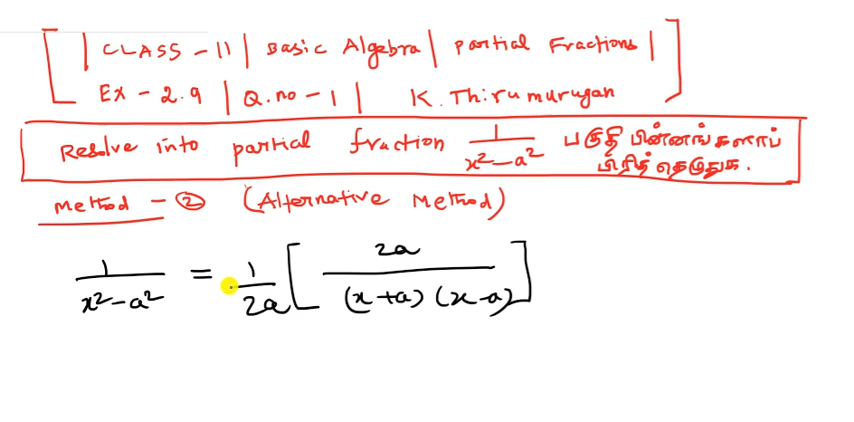 | CLASS - 11 | Basic Algebra | Partial Fractions |
Ex - 2.9 | Q.no - 1 | K. Thirumurugan
Resolve into partial fraction 1/(x²-a²) பகுதி பின்னங்களாப்
பிரித்தெழுதுக.
Method - ② (Alternative Method)
1/(x²-a²) = 1/2a [ 2a/((x+a)(x-a)) ]